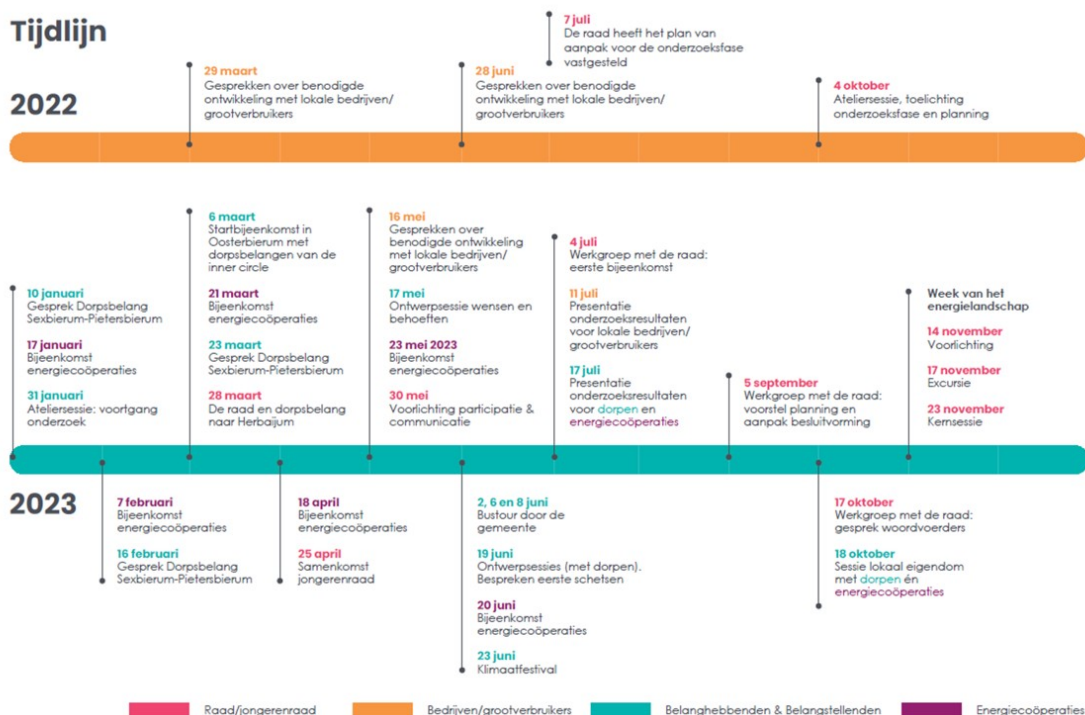 Tijdlijn
2022
29 maart
Gesprekken over benodigde
ontwikkeling met lokale bedrijven/
grootverbruikers
28 juni
Gesprekken over benodigde
ontwikkeling met lokale bedrijven/
grootverbruikers
7 juli
De raad heeft het plan van
aanpak voor de onderzoeksfase
vastgesteld
4 oktober
Ateliersessie, toelichting
onderzoeksfase en planning
10 januari
Gesprek Dorpsbelang
Sexbierum-Pietersbierum
17 januari
Bijeenkomst
energiecoöperaties
31 januari
Ateliersessie: voortgang
onderzoek
6 maart
Startbijeenkomst in
Oosterbierum met
dorpsbelangen van de
inner circle
21 maart
Bijeenkomst
energiecoöperaties
23 maart
Gesprek Dorpsbelang
Sexbierum-Pietersbierum
28 maart
De raad en dorpsbelang
naar Herbaijum
16 mei
Gesprekken over
benodigde ontwikkeling
met lokale bedrijven/
grootverbruikers
17 mei
Ontwerpsessie wensen en
behoeften
23 mei 2023
Bijeenkomst
energiecoöperaties
30 mei
Voorlichting participatie &
communicatie
4 juli
Werkgroep met de raad:
eerste bijeenkomst
11 juli
Presentatie
onderzoeksresultaten
voor lokale bedrijven/
grootverbruikers
17 juli
Presentatie
onderzoeksresultaten
voor dorpen en
energiecoöperaties
5 september
Werkgroep met de raad:
voorstel planning en
aanpak besluitvorming
Week van het
energielandschap
14 november
Voorlichting
17 november
Excursie
23 november
Kernsessie
2023
7 februari
Bijeenkomst
energiecoöperaties
16 februari
Gesprek Dorpsbelang
Sexbierum-Pietersbierum
18 april
Bijeenkomst
energiecoöperaties
25 april
Samenkomst
jongerenraad
2, 6 en 8 juni
Bustour door de
gemeente
19 juni
Ontwerpsessies (met dorpen).
Bespreken eerste schetsen
20 juni
Bijeenkomst
energiecoöperaties
23 juni
Klimaatfestival
17 oktober
Werkgroep met de raad:
gesprek woordvoerders
18 oktober
Sessie lokaal eigendom
met dorpen én
energiecoöperaties
Raad/jongerenraad
Bedrijven/grootverbruikers
Belanghebbenden & Belangstellenden
Energiecoöperaties